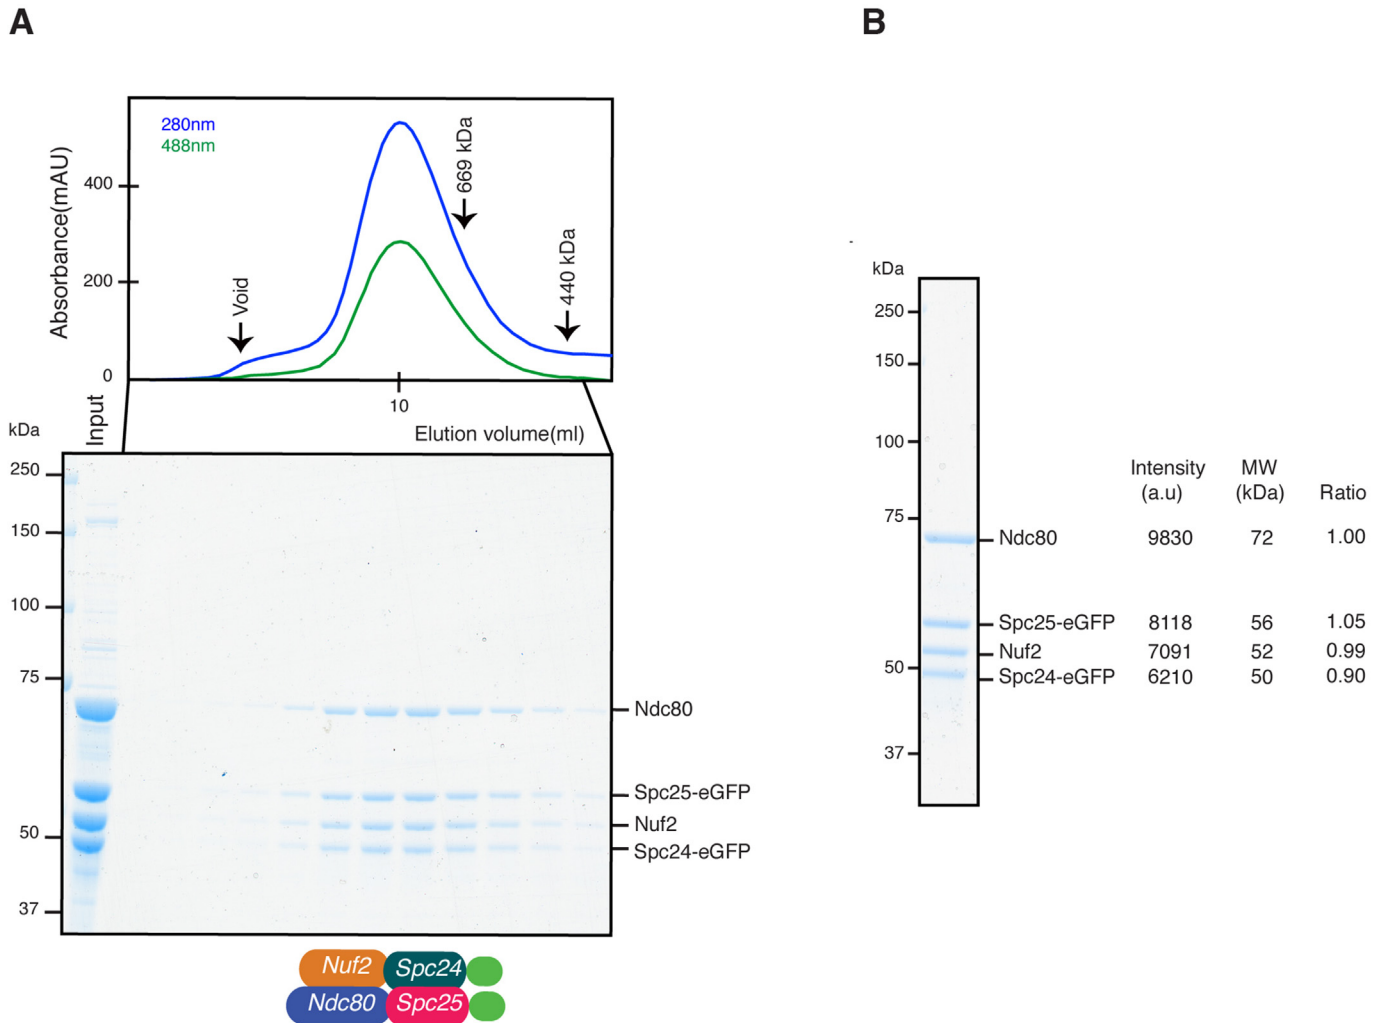 A
B
280nm
488nm
Absorbance(mAU)
400
200
0
Void
669 kDa
440 kDa
10
Elution volume(ml)
Input
kDa
250
150
100
75
50
37
Ndc80
Spc25-eGFP
Nuf2
Spc24-eGFP
Nuf2 Spc24
Ndc80 Spc25
kDa
250
150
100
75
50
37
Intensity (a.u) MW (kDa) Ratio
Ndc80 9830 72 1.00
Spc25-eGFP 8118 56 1.05
Nuf2 7091 52 0.99
Spc24-eGFP 6210 50 0.90